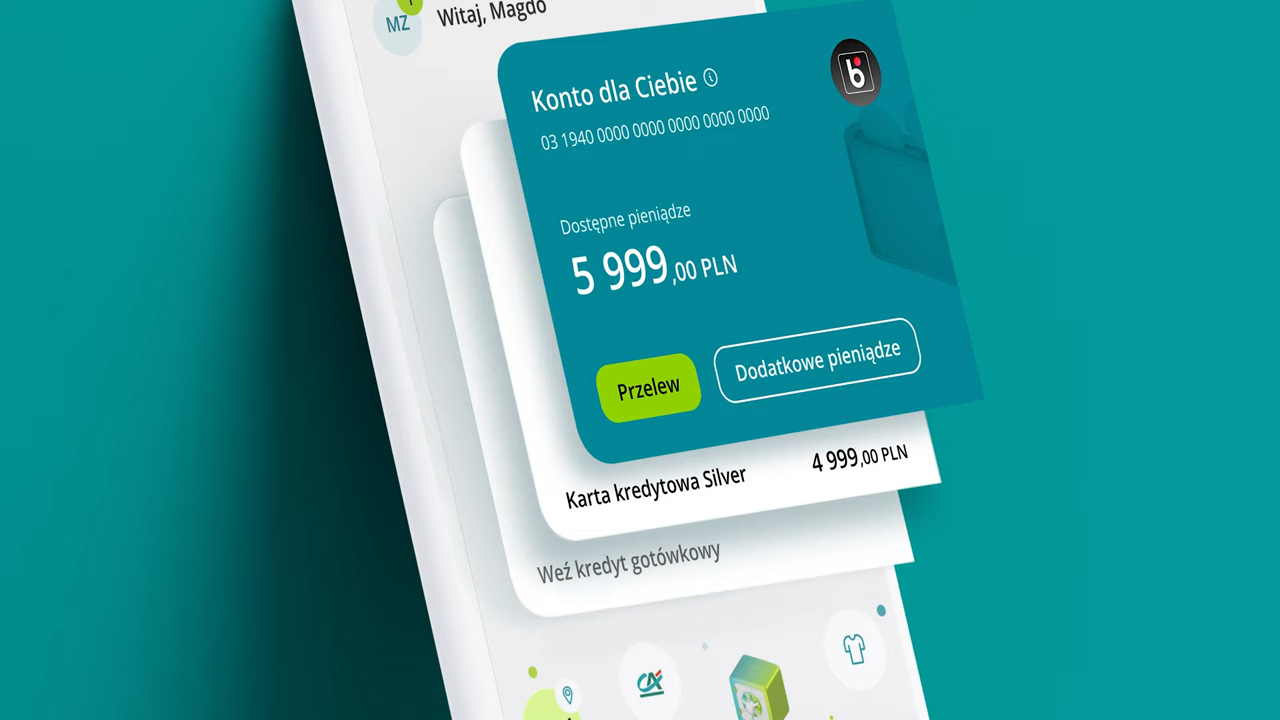 MZ
Witaj, Magdo
Konto dla Ciebie
03 1940 0000 0000 0000 0000 0000
Dostępne pieniądze
5 999,00 PLN
Przelew
Dodatkowe pieniądze
Karta kredytowa Silver
4 999,00 PLN
Weź kredyt gotówkowy
CA